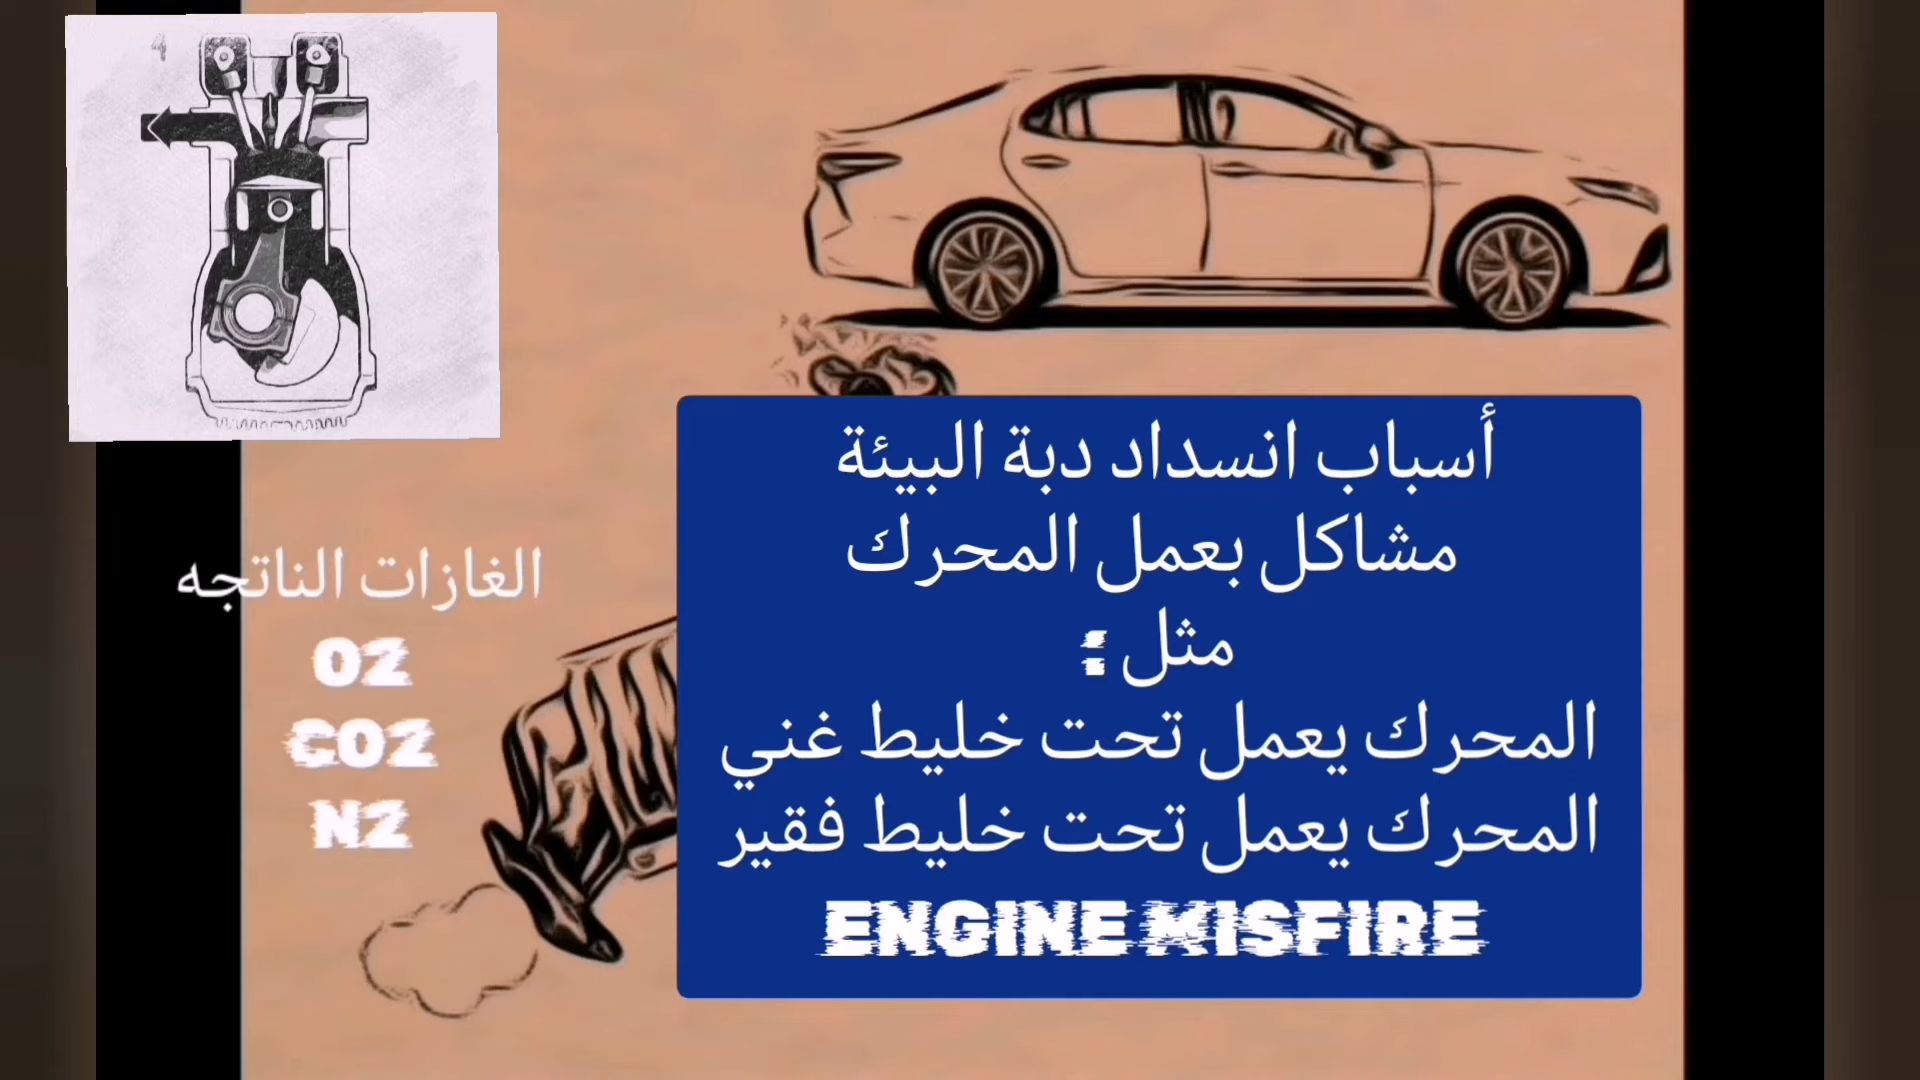 أسباب انسداد دبة البيئة
مشاكل بعمل المحرك
مثل :
المحرك يعمل تحت خليط غني
المحرك يعمل تحت خليط فقير
ENGINE MISFIRE
الغازات الناتجه
O2
CO2
N2
4